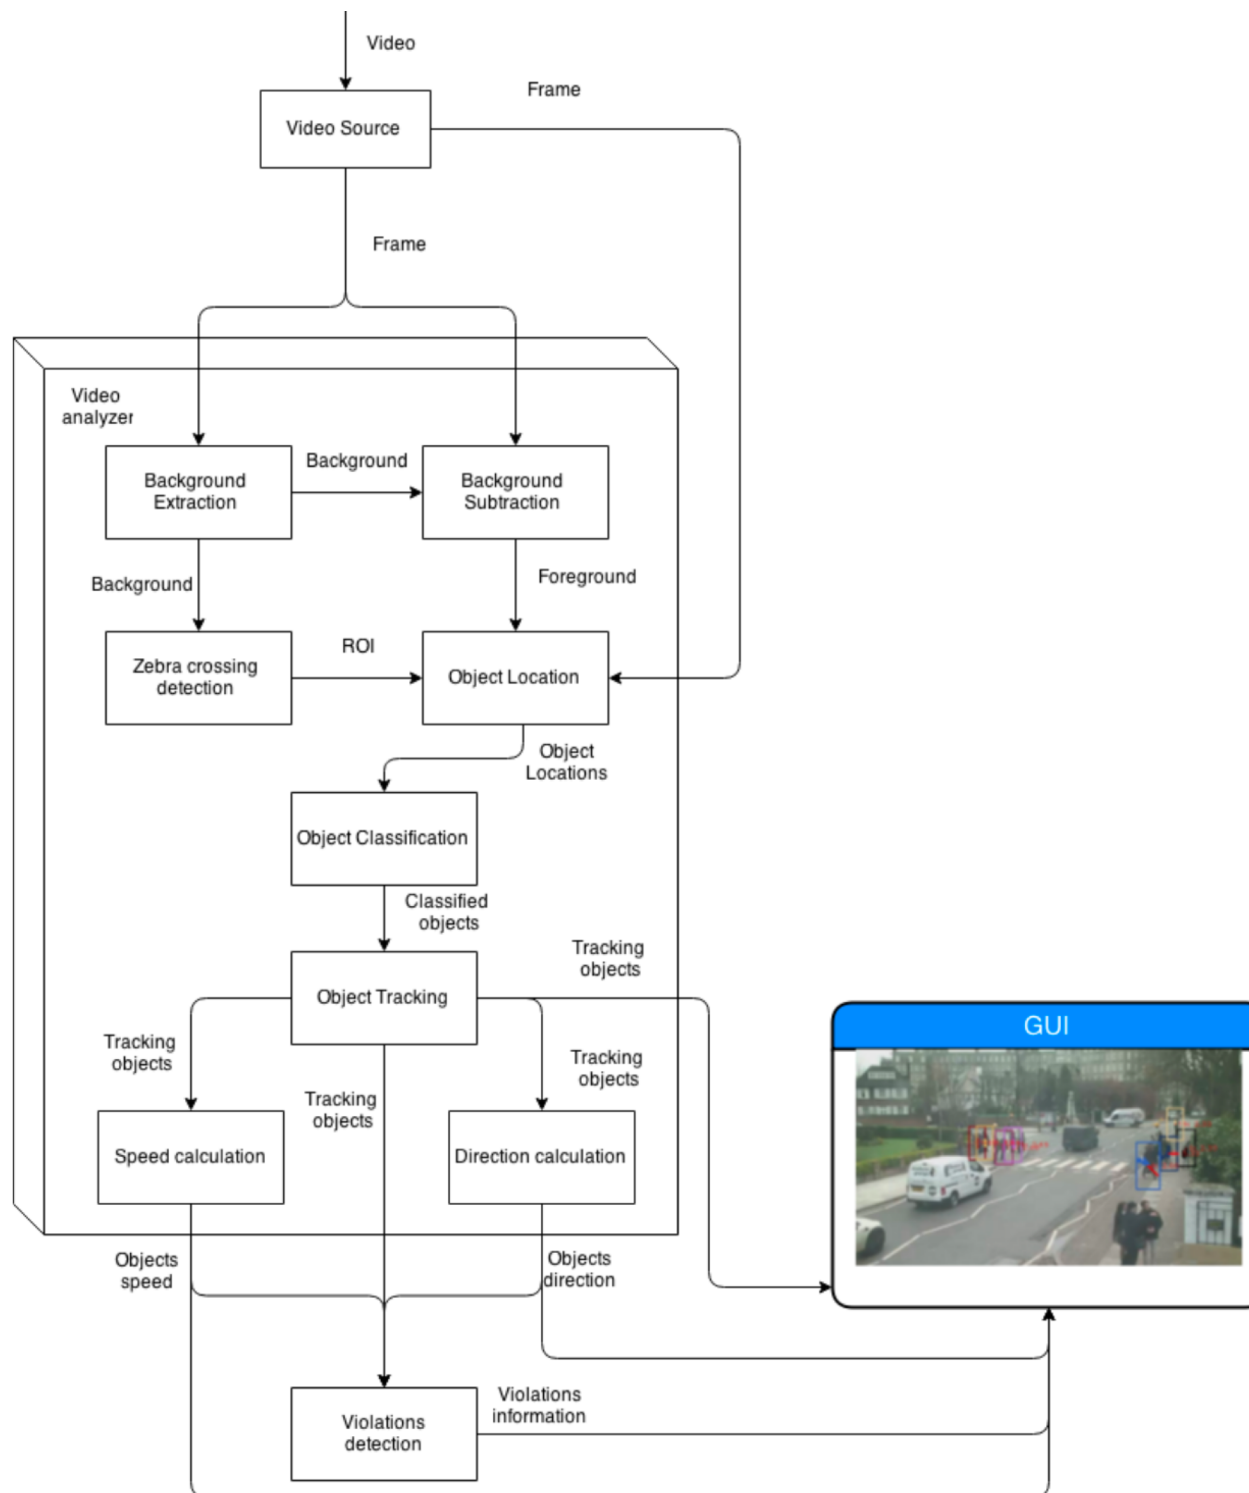 Video
Frame
Video Source
Frame
Video
analyzer
Background
Extraction
Background
Background
Subtraction
Background
Foreground
Zebra crossing
detection
ROI
Object Location
Object
Locations
Object Classification
Classified
objects
Tracking
objects
Object Tracking
GUI
Tracking
objects
Tracking
objects
Tracking
objects
Speed calculation
Direction calculation
Objects
speed
Objects
direction
Violations
detection
Violations
information